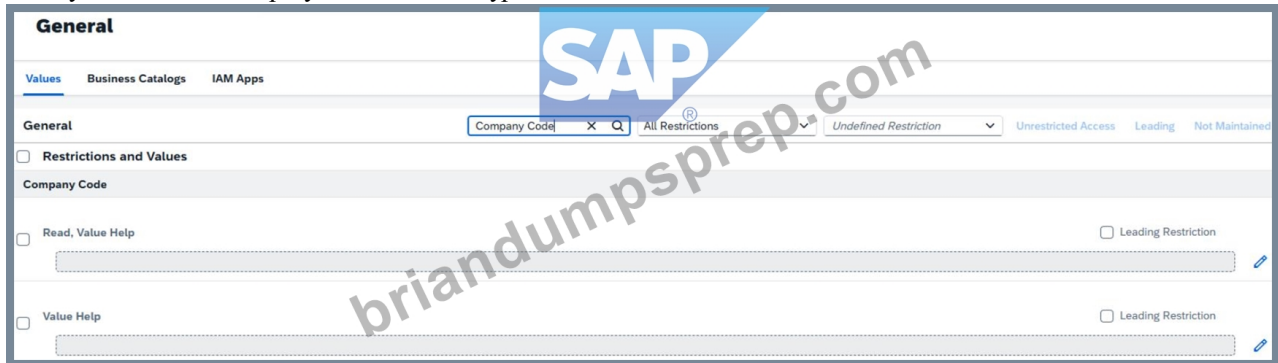 General
SAP
®
Values Business Catalogs IAM Apps
General Company Code All Restrictions Undefined Restriction Unrestricted Access Leading Not Maintained
Restrictions and Values
Company Code
Read, Value Help Leading Restriction
Value Help Leading Restriction
briandumpsprep.com